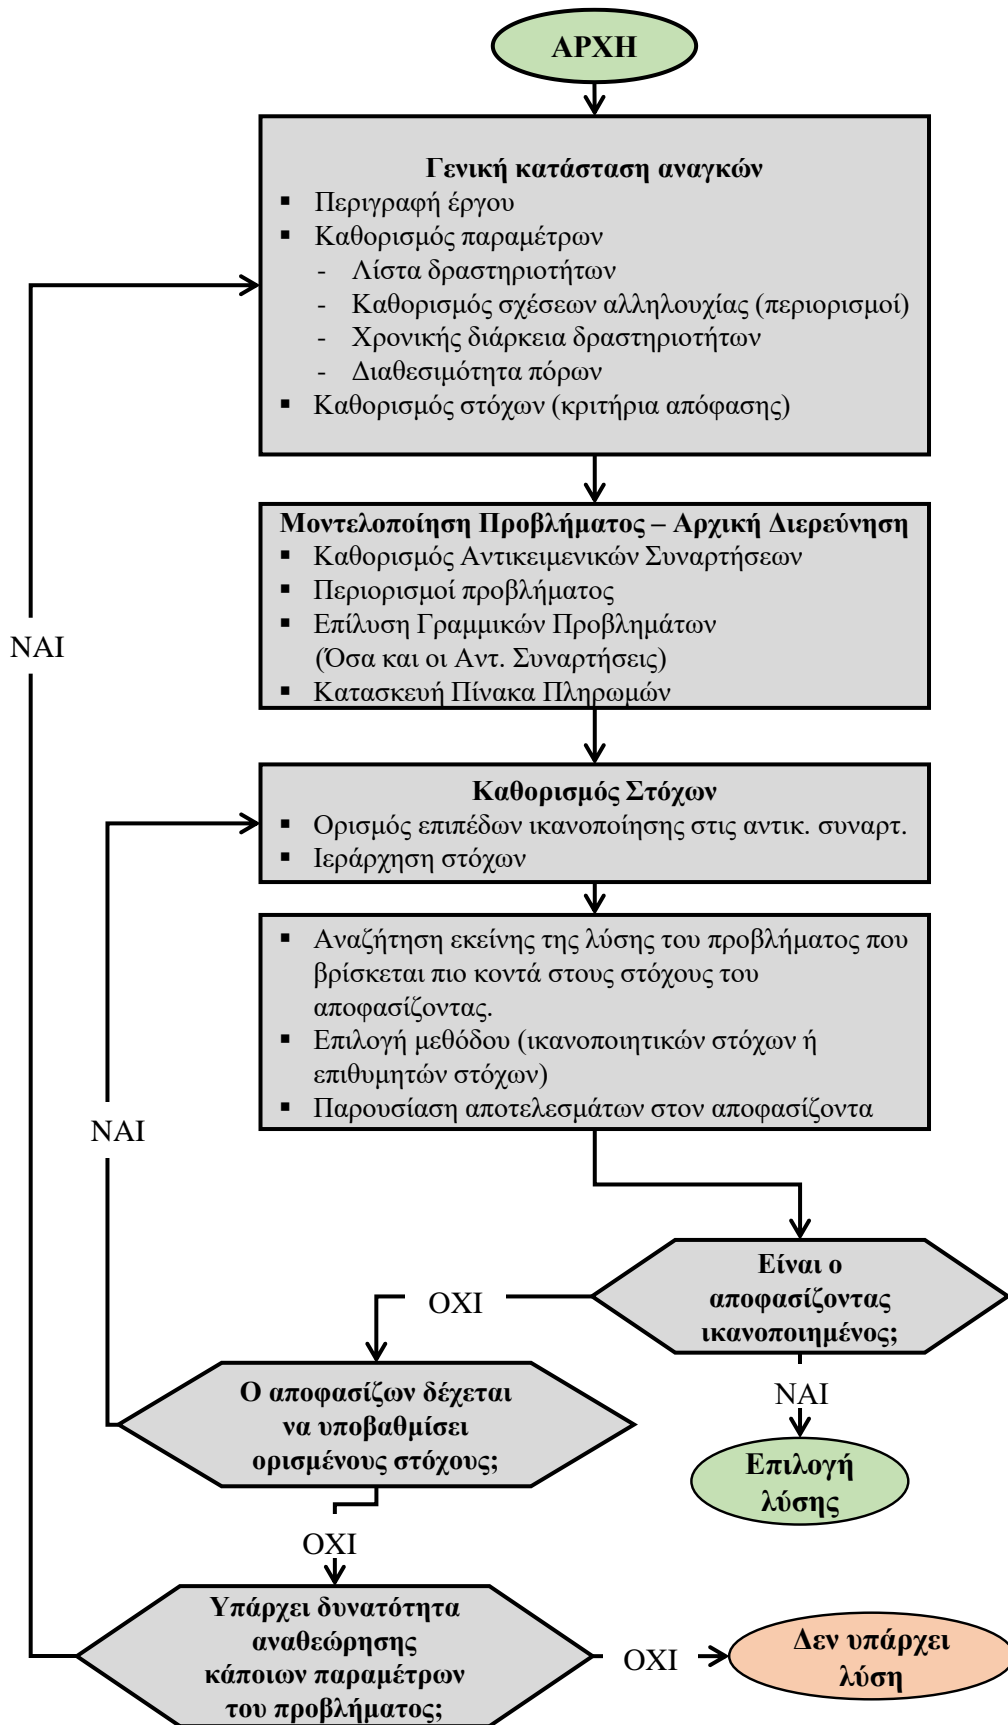 ΑΡΧΗ
Γενική κατάσταση αναγκών
▪ Περιγραφή έργου
▪ Καθορισμός παραμέτρων
- Λίστα δραστηριοτήτων
- Καθορισμός σχέσεων αλληλουχίας (περιορισμοί)
- Χρονικής διάρκεια δραστηριοτήτων
- Διαθεσιμότητα πόρων
▪ Καθορισμός στόχων (κριτήρια απόφασης)
Μοντελοποίηση Προβλήματος – Αρχική Διερεύνηση
▪ Καθορισμός Αντικειμενικών Συναρτήσεων
▪ Περιορισμοί προβλήματος
▪ Επίλυση Γραμμικών Προβλημάτων
(Όσα και οι Αντ. Συναρτήσεις)
▪ Κατασκευή Πίνακα Πληρωμών
ΝΑΙ
Καθορισμός Στόχων
▪ Ορισμός επιπέδων ικανοποίησης στις αντικ. συναρτ.
▪ Ιεράρχηση στόχων
▪ Αναζήτηση εκείνης της λύσης του προβλήματος που
βρίσκεται πιο κοντά στους στόχους του
αποφασίζοντας.
▪ Επιλογή μεθόδου (ικανοποιητικών στόχων ή
επιθυμητών στόχων)
▪ Παρουσίαση αποτελεσμάτων στον αποφασίζοντα
ΝΑΙ
Είναι ο
αποφασίζοντας
ικανοποιημένος;
ΟΧΙ
ΝΑΙ
Επιλογή
λύσης
Ο αποφασίζων δέχεται
να υποβαθμίσει
ορισμένους στόχους;
ΟΧΙ
Υπάρχει δυνατότητα
αναθεώρησης
κάποιων παραμέτρων
του προβλήματος;
ΟΧΙ
Δεν υπάρχει
λύση